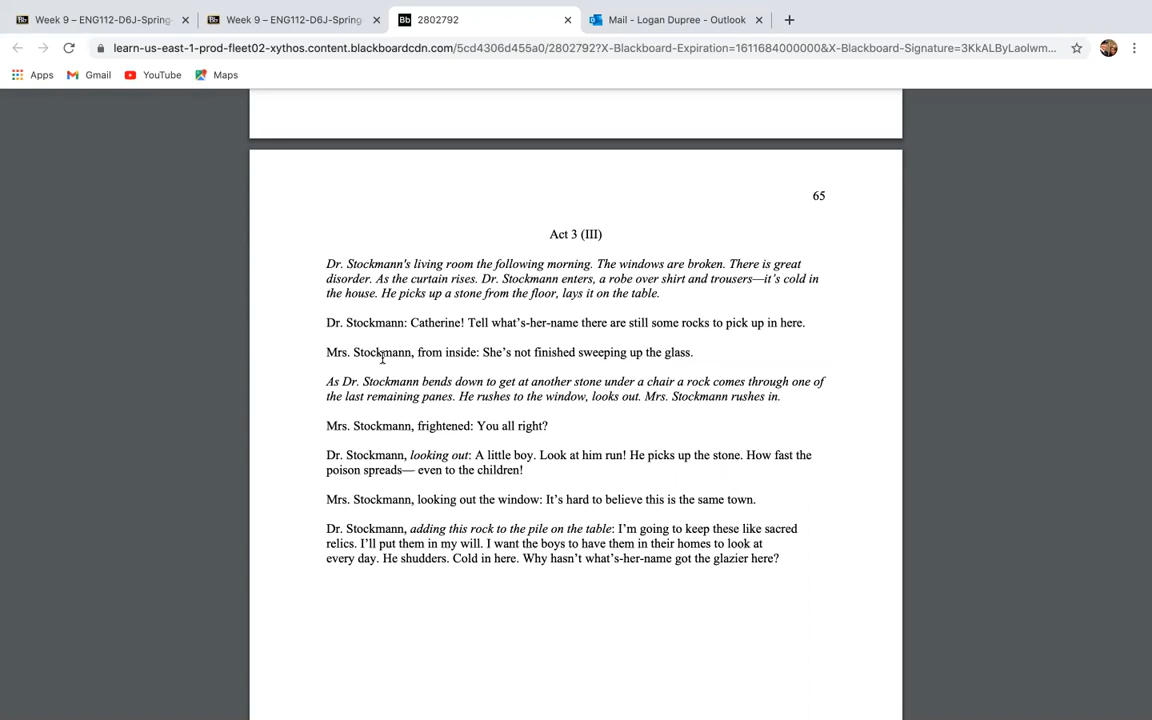 Week 9 – ENG112-D6J-Spring-
Week 9 – ENG112-D6J-Spring
Bb 2802792
Mail - Logan Dupree - Outlook
learn-us-east-1-prod-fleet02-xythos.content.blackboardcdn.com/5cd4306d455a0/2802792?X-Blackboard-Expiration=1611684000000&X-Blackboard-Signature=3KkALByLaolwm...
Apps Gmail YouTube Maps
65
Act 3 (III)
Dr. Stockmann's living room the following morning. The windows are broken. There is great
disorder. As the curtain rises. Dr. Stockmann enters, a robe over shirt and trousers—it's cold in
the house. He picks up a stone from the floor, lays it on the table.
Dr. Stockmann: Catherine! Tell what's-her-name there are still some rocks to pick up in here.
Mrs. Stockmann, from inside: She's not finished sweeping up the glass.
As Dr. Stockmann bends down to get at another stone under a chair a rock comes through one of
the last remaining panes. He rushes to the window, looks out. Mrs. Stockmann rushes in.
Mrs. Stockmann, frightened: You all right?
Dr. Stockmann, looking out: A little boy. Look at him run! He picks up the stone. How fast the
poison spreads— even to the children!
Mrs. Stockmann, looking out the window: It's hard to believe this is the same town.
Dr. Stockmann, adding this rock to the pile on the table: I'm going to keep these like sacred
relics. I'll put them in my will. I want the boys to have them in their homes to look at
every day. He shudders. Cold in here. Why hasn't what's-her-name got the glazier here?